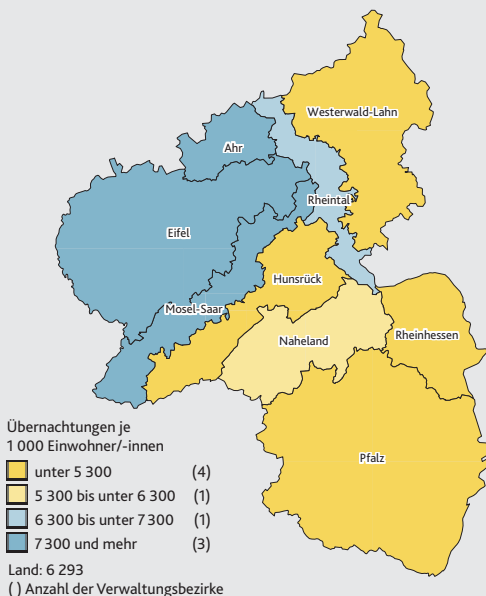 Westerwald-Lahn
Ahr
Rheintal
Eifel
Hunsrück
Mosel-Saar
Rheinhessen
Naheland
Pfalz
Übernachtungen je
1 000 Einwohner/-innen
unter 5 300 (4)
5 300 bis unter 6 300 (1)
6 300 bis unter 7 300 (1)
7 300 und mehr (3)
Land: 6 293
( ) Anzahl der Verwaltungsbezirke